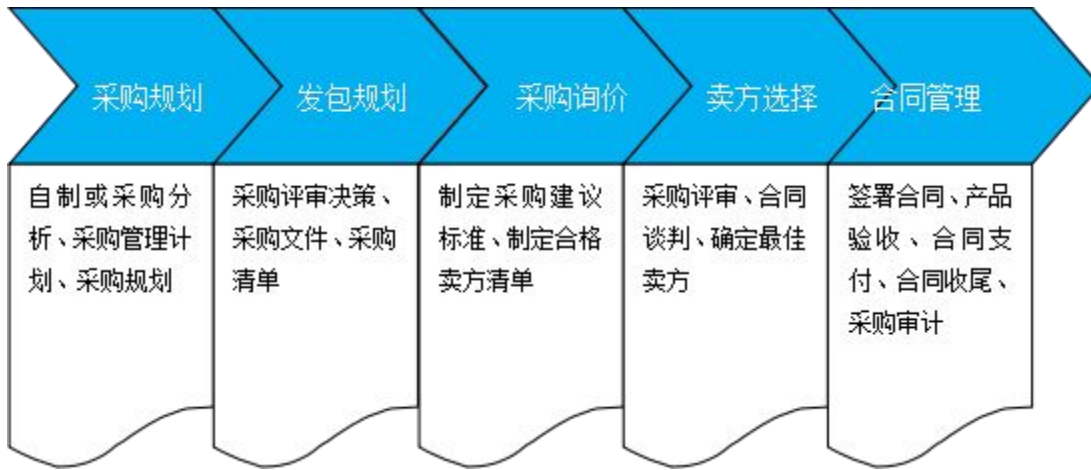 采购规划
发包规划
采购询价
卖方选择
合同管理
自制或采购分
析、采购管理计
划、采购规划
采购评审决策、
采购文件、采购
清单
制定采购建议
标准、制定合格
卖方清单
采购评审、合同
谈判、确定最佳
卖方
签署合同、产品
验收、合同支
付、合同收尾、
采购审计